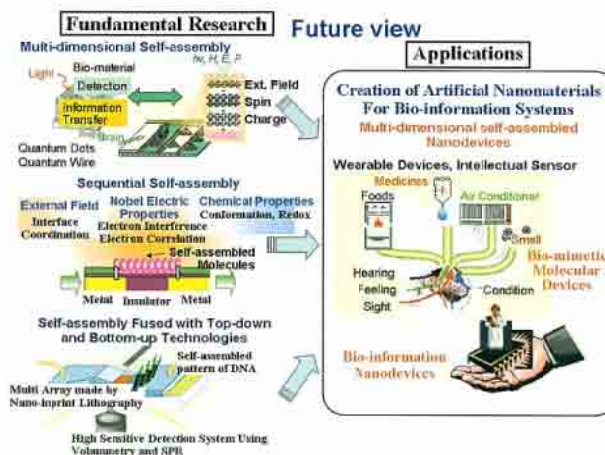 Fundamental Research
Future view
Multi-dimensional Self-assembly
hν, H, E, P
Bio-material
Light
Detection
Information
Transfer
Ext. Field
Spin
Charge
Quantum Dots
Quantum Wire
Sequential Self-assembly
External Field
Interface
Coordination
Nobel Electric
Properties
Electron Interference
Electron Correlation
Chemical Properties
Conformation, Redox
Self-assembled
Molecules
Metal
Insulator
Metal
Self-assembly Fused with Top-down
and Bottom-up Technologies
Self-assembled
pattern of DNA
Multi Array made by
Nano-inprint Lithography
High Sensitive Detection System Using
Voltammetry and SPR
Applications
Creation of Artificial Nanomaterials
For Bio-information Systems
Multi-dimensional self-assembled
Nanodevices
Wearable Devices, Intellectual Sensor
Medicines
Foods
Air Conditioner
Smell
Bio-mimetic
Molecular
Devices
Hearing
Feeling
Sight
Condition
Bio-information
Nanodevices